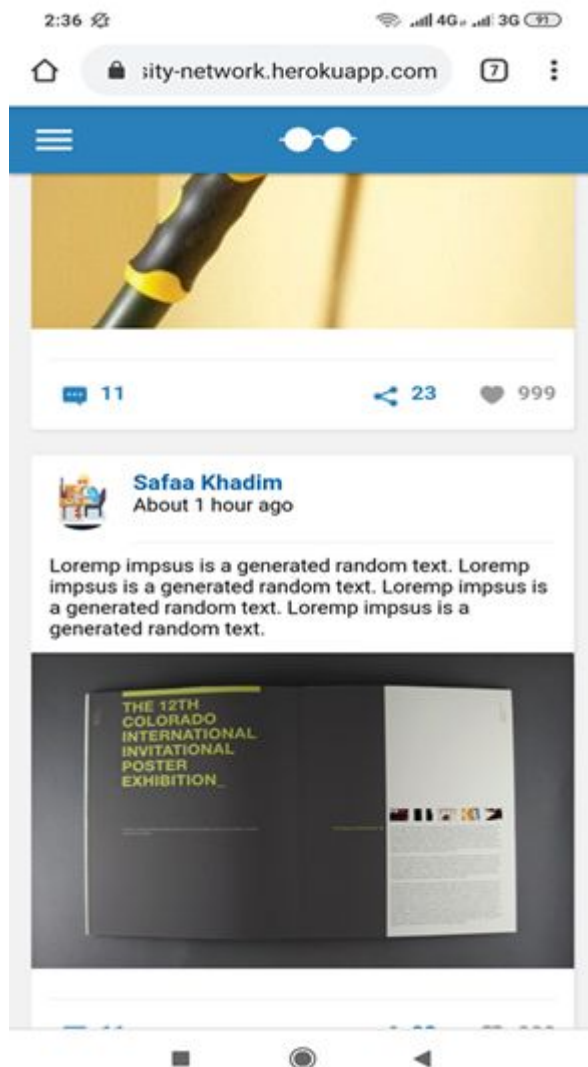 2:36 4G 3G 91
sity-network.herokuapp.com 7
11 23 999
Safaa Khadim
About 1 hour ago
Loremp impsus is a generated random text. Loremp
impsus is a generated random text. Loremp impsus is
a generated random text. Loremp impsus is a
generated random text.
THE 12TH
COLORADO
INTERNATIONAL
INVITATIONAL
POSTER
EXHIBITION_